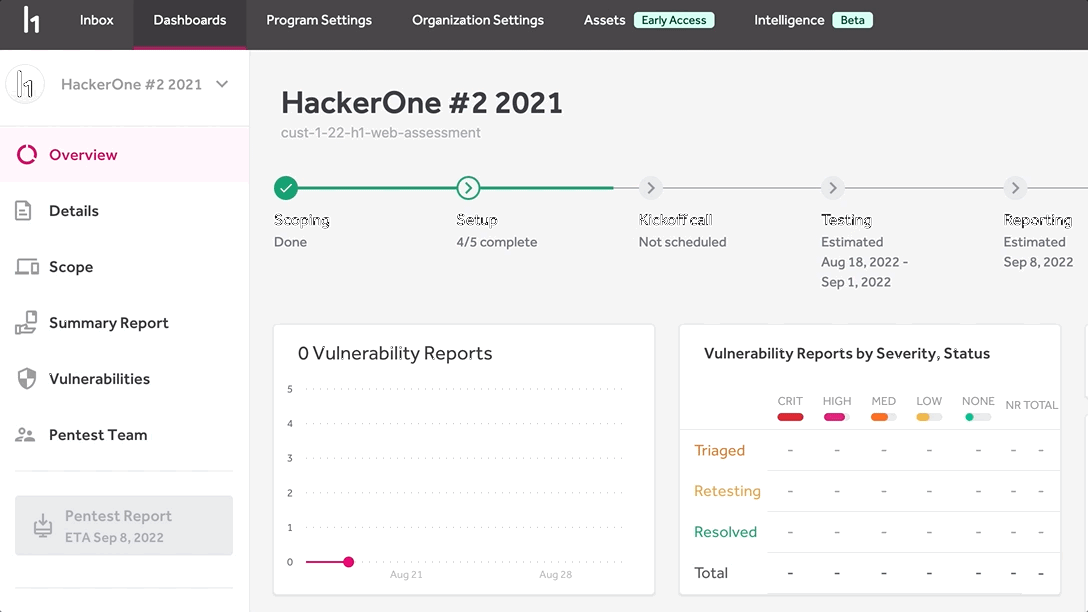 Inbox
Dashboards
Program Settings
Organization Settings
Assets Early Access
Intelligence Beta
HackerOne #2 2021
Overview
Details
Scope
Summary Report
Vulnerabilities
Pentest Team
Pentest Report
ETA Sep 8, 2022
HackerOne #2 2021
cust-1-22-h1-web-assessment
Scoping
Done
Setup
4/5 complete
Kickoff call
Not scheduled
Testing
Estimated
Aug 18, 2022 -
Sep 1, 2022
Reporting
Estimated
Sep 8, 2022
0 Vulnerability Reports
5
4
3
2
1
0
Aug 21 Aug 28
Vulnerability Reports by Severity, Status
CRIT HIGH MED LOW NONE NR TOTAL
Triaged - - - - - - -
Retesting - - - - - - -
Resolved - - - - - - -
Total - - - - - - -